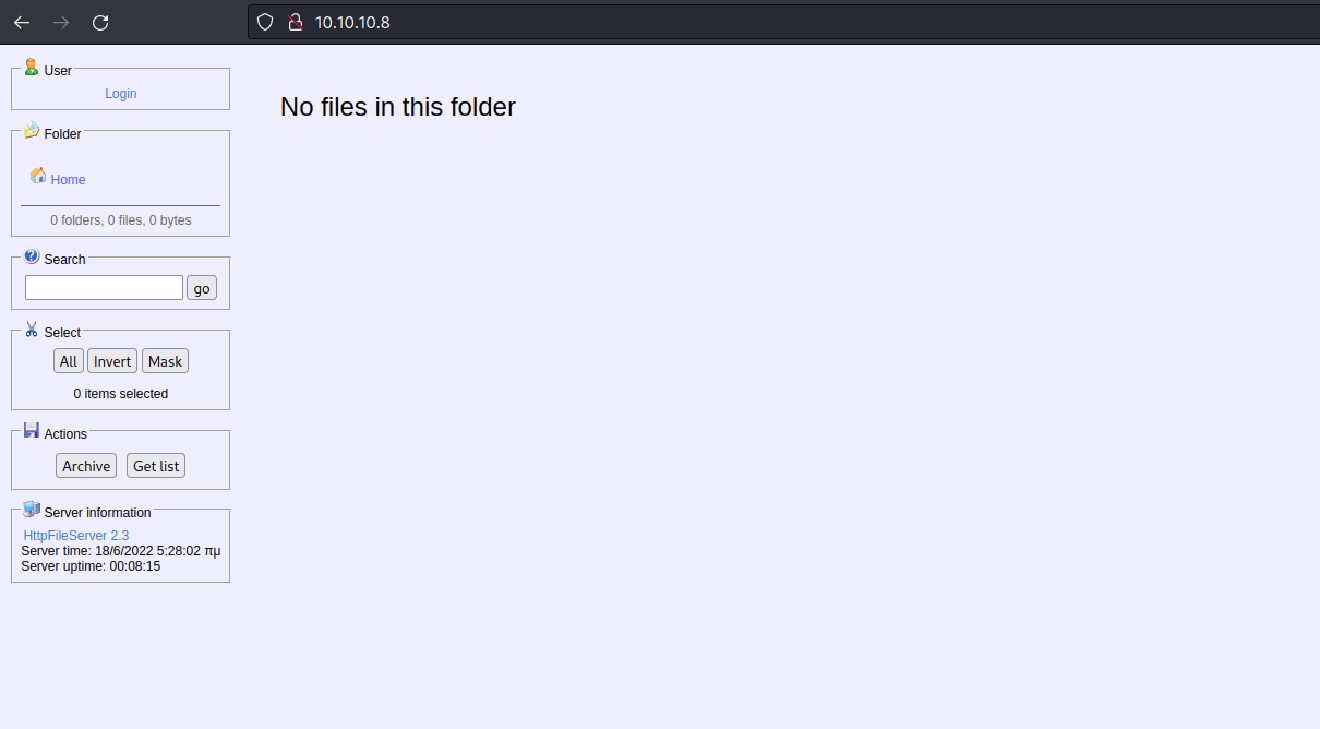 10.10.10.8
User
Login
Folder
Home
0 folders, 0 files, 0 bytes
Search
go
Select
All Invert Mask
0 items selected
Actions
Archive Get list
Server information
HttpFileServer 2.3
Server time: 18/6/2022 5:28:02 πμ
Server uptime: 00:08:15
No files in this folder